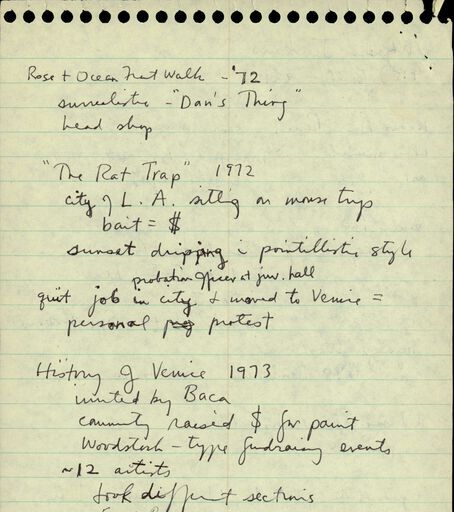 Rose + Ocean Front Walk - '72
surrealistic - "Dan's Thing"
head shop
"The Rat Trap" 1972
city of L. A. sitting on mouse trap
bait = $
sunset dripping i pointillistic style
probation officer at juv. hall
quit job in city & moved to Venice =
personal protest
History of Venice 1973
invited by Baca
community raised $ for paint
Woodstock - type fundraising events
~12 artists
took different sections